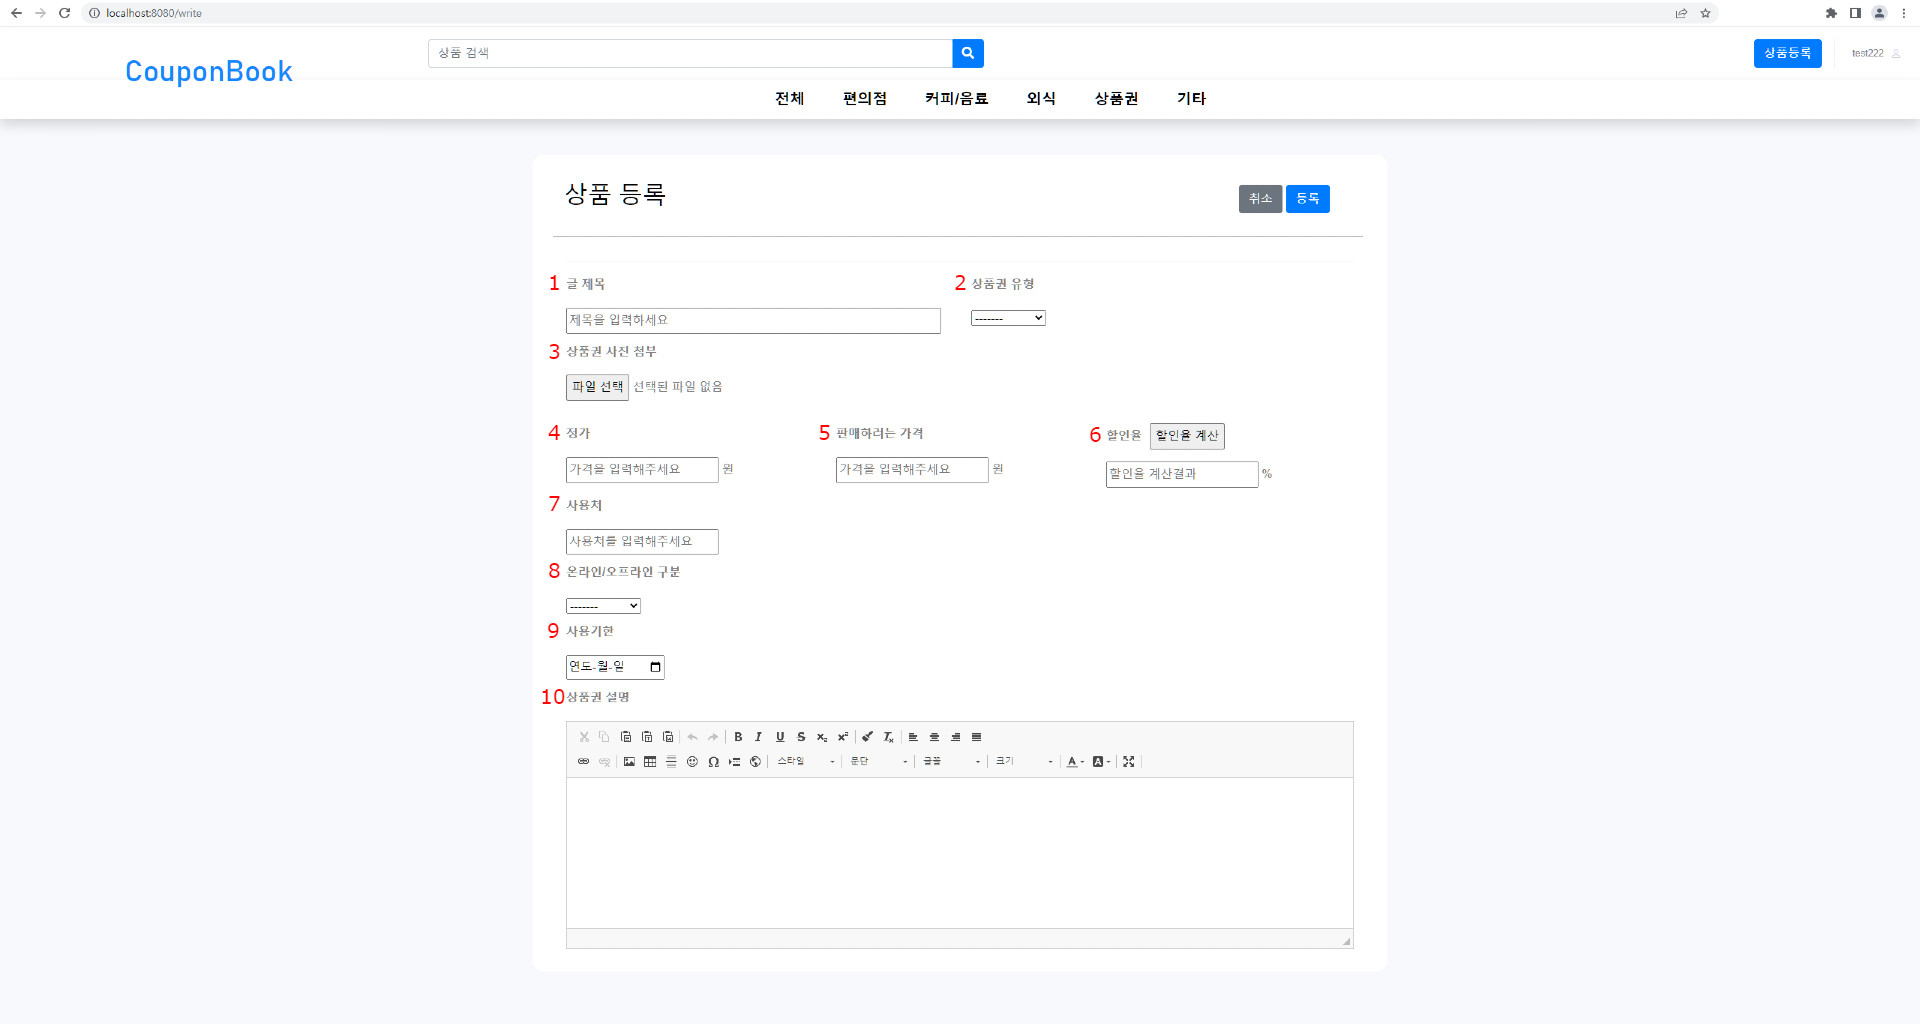 localhost:8080/write
CouponBook
상품 검색
상품등록
test222
전체 편의점 커피/음료 외식 상품권 기타
상품 등록
취소 등록
1 글 제목
2 상품권 유형
제목을 입력하세요
-------
3 상품권 사진 첨부
파일 선택 선택된 파일 없음
4 정가
5 판매하려는 가격
6 할인율 할인율 계산
가격을 입력해주세요 원
가격을 입력해주세요 원
할인율 계산결과 %
7 사용처
사용처를 입력해주세요
8 온라인/오프라인 구분
-------
9 사용기한
연도-월-일
10 상품권 설명
B I U S x₂ x² Tx
Ω 스타일 문단 글꼴 크기 A A